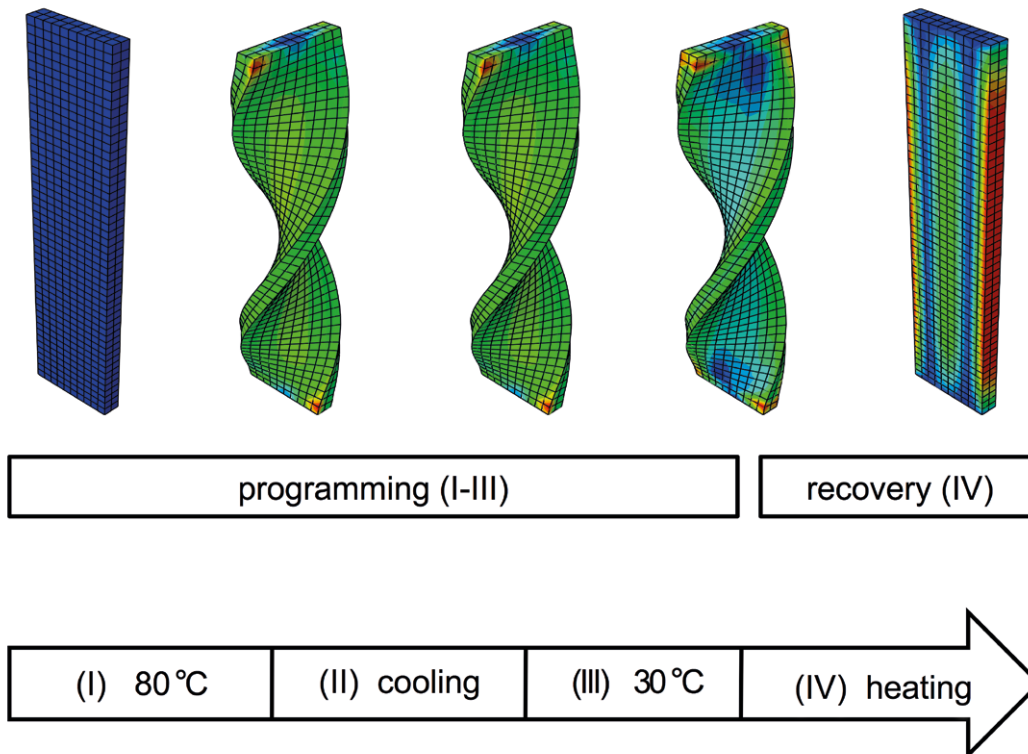 programming (I-III)
recovery (IV)
(I) 80°C
(II) cooling
(III) 30°C
(IV) heating